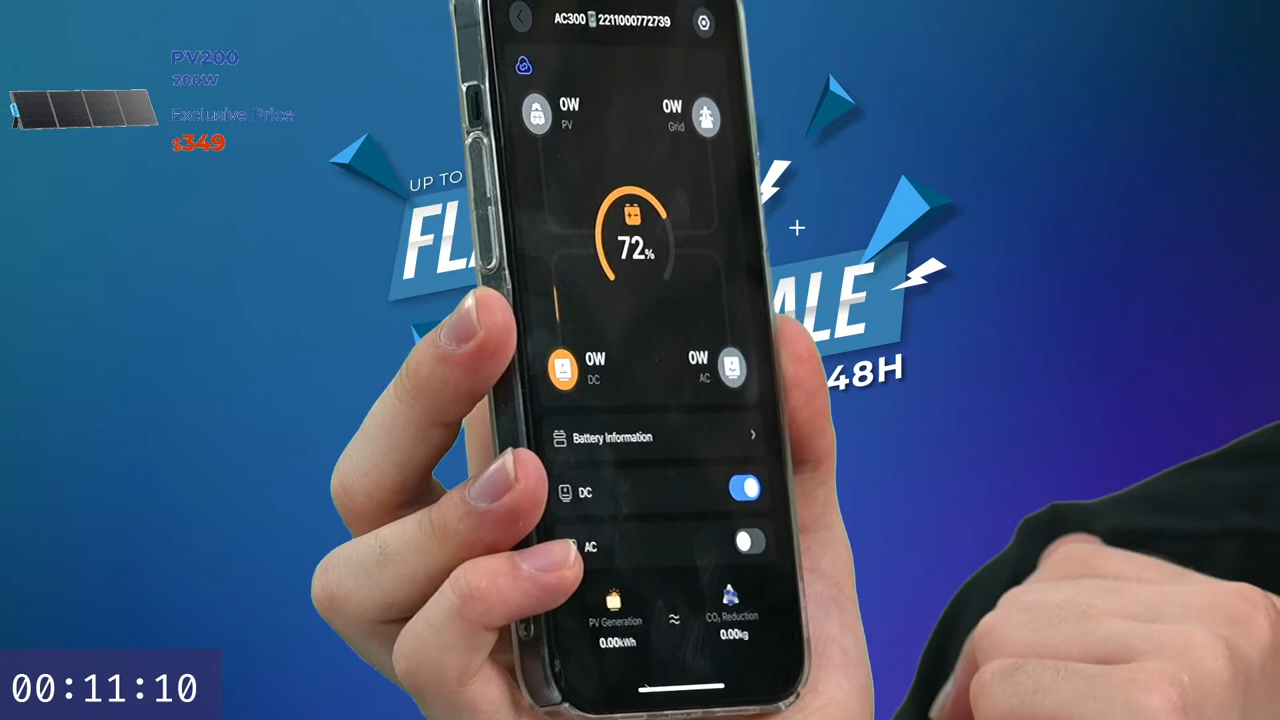 PV200
200W
Exclusive Price
$349
UP TO
ALE
48H
AC300 2211000772739
0W
PV
0W
Grid
72%
0W
DC
0W
AC
Battery Information
DC
AC
PV Generation
0.00kWh
≈
CO₂ Reduction
0.00kg
00:11:10